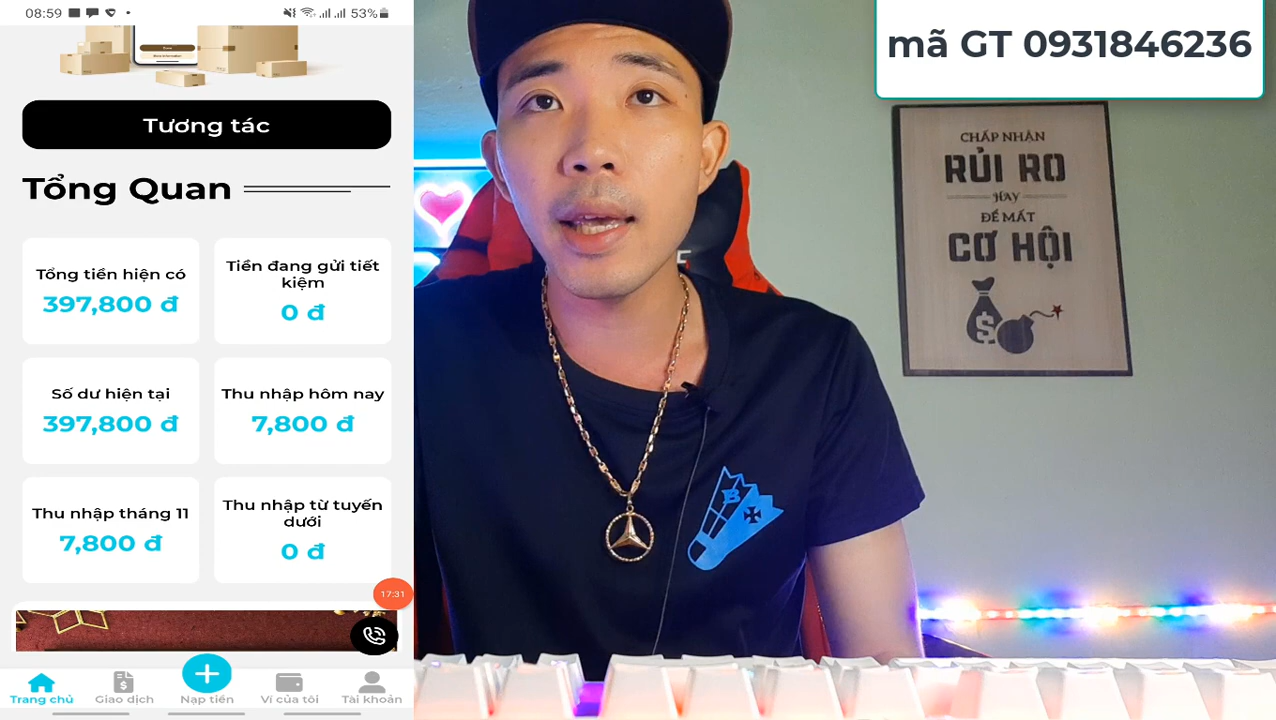 08:59
53%
Tương tác
Tổng Quan
Tổng tiền hiện có
397,800 đ
Tiền đang gửi tiết
kiệm
0 đ
Số dư hiện tại
397,800 đ
Thu nhập hôm nay
7,800 đ
Thu nhập tháng 11
7,800 đ
Thu nhập từ tuyến
dưới
0 đ
17:31
Trang chủ
Giao dịch
Nạp tiền
Ví của tôi
Tài khoản
mã GT 0931846236
CHẤP NHẬN
RỦI RO
HAY
ĐỂ MẤT
CƠ HỘI
$
B